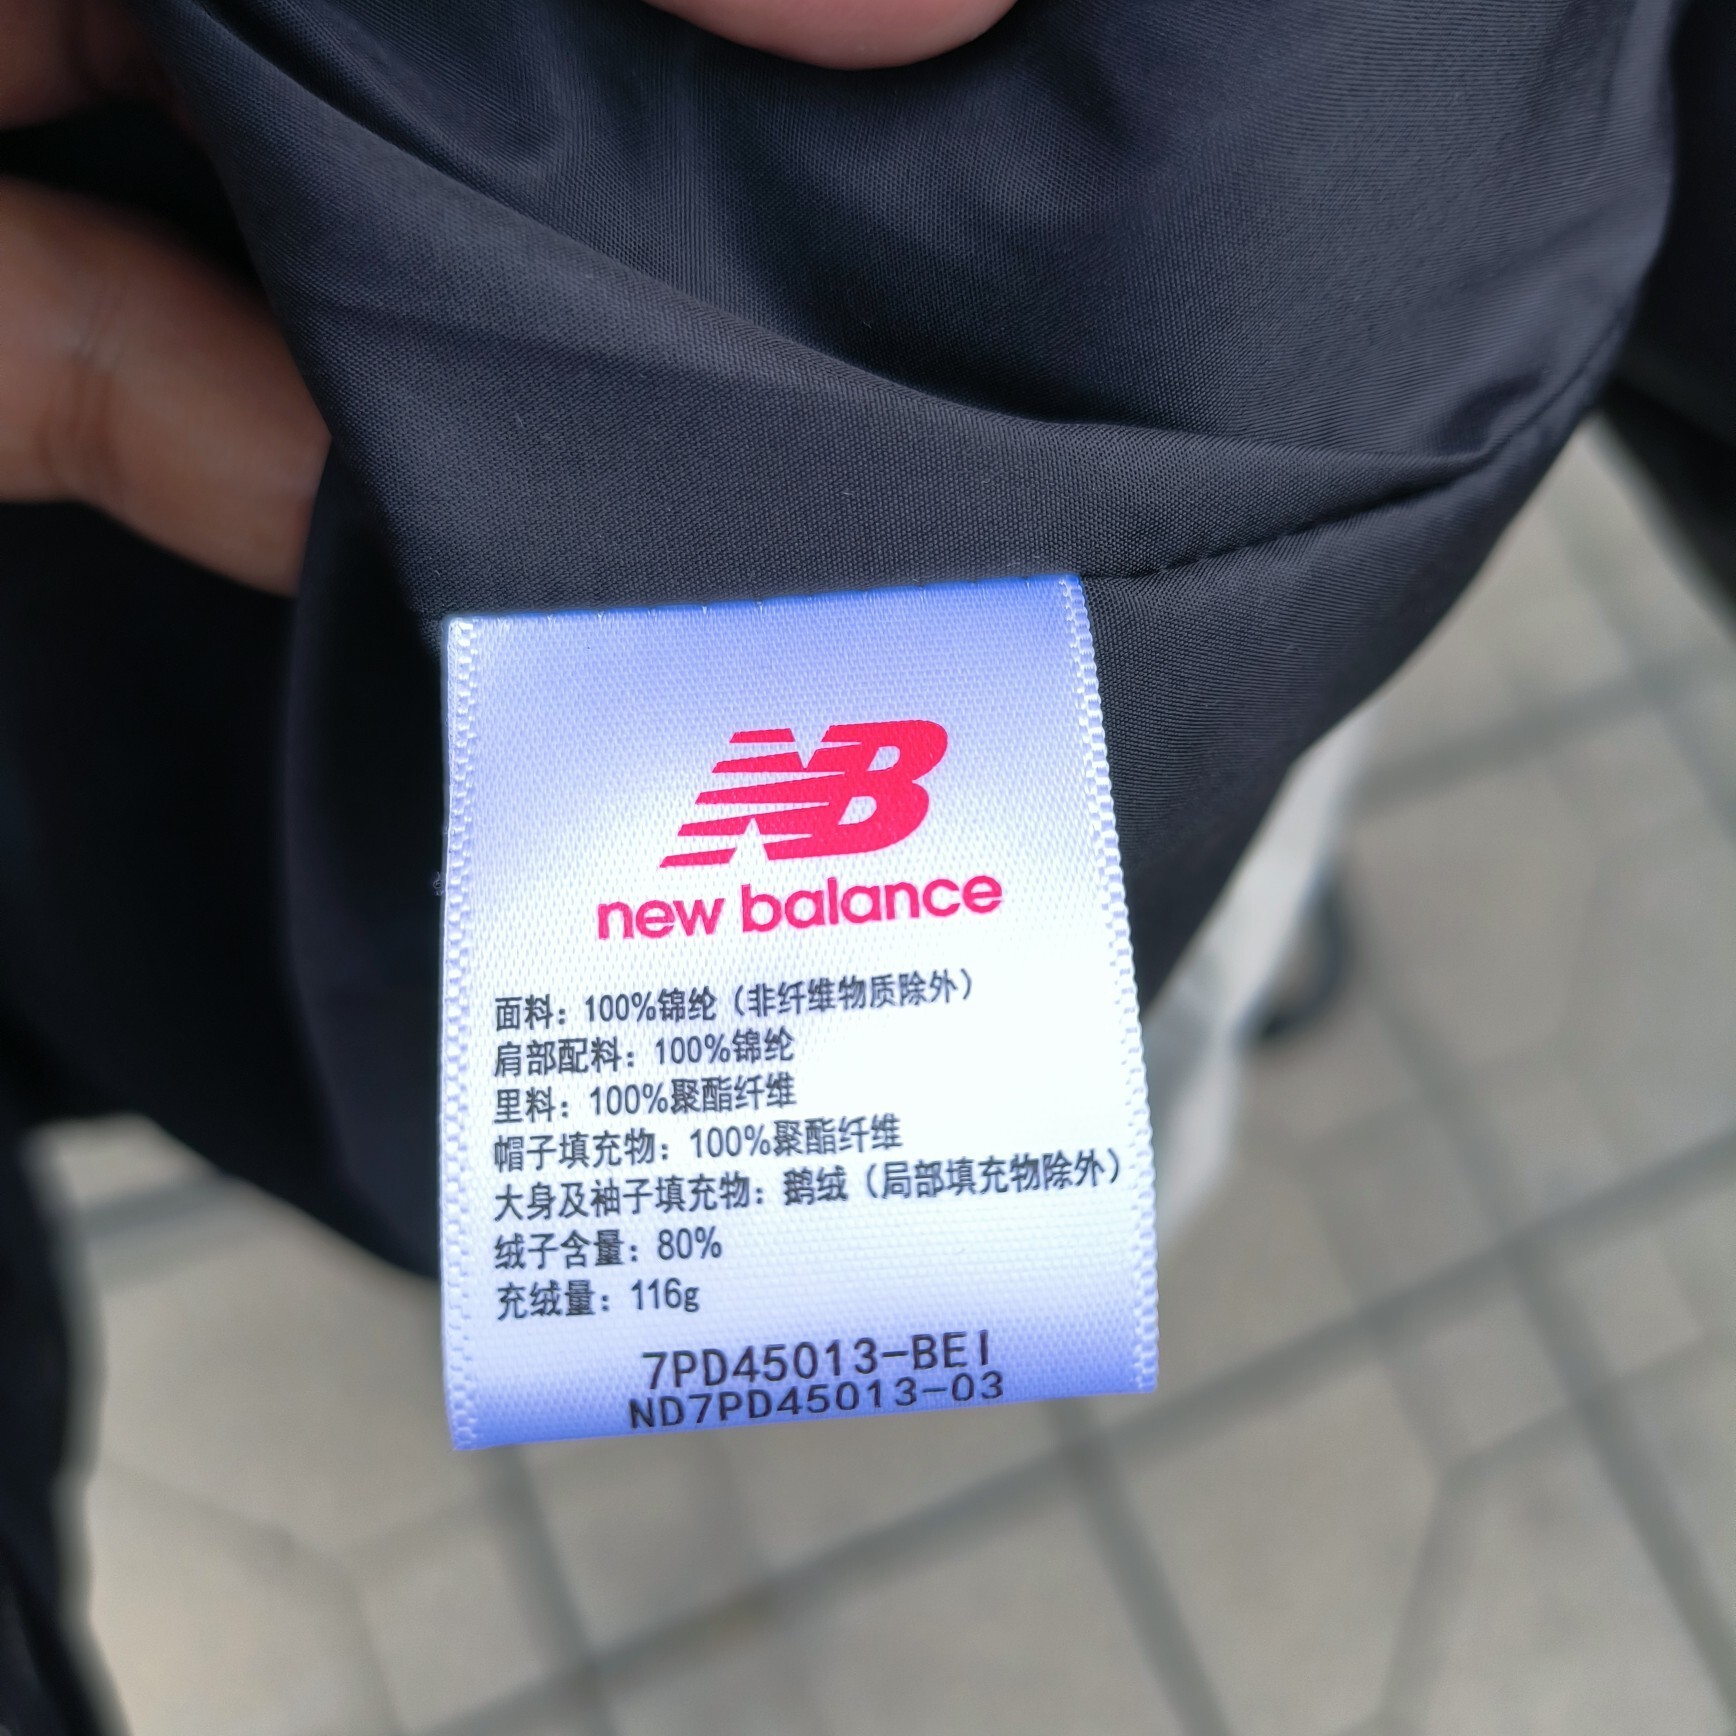 NB
new balance
面料：100%锦纶（非纤维物质除外）
肩部配料：100%锦纶
里料：100%聚酯纤维
帽子填充物：100%聚酯纤维
大身及袖子填充物：鹅绒（局部填充物除外）
绒子含量：80%
充绒量：116g
7PD45013-BEI
ND7PD45013-03